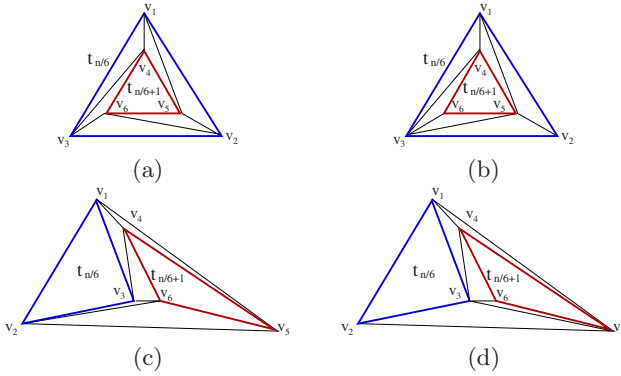 v1 v1
t n/6 t n/6
v4 v4
t n/6+1 t n/6+1
v6 v5 v6 v5
v3 v2 v3 v2
(a) (b)
v1 v1
v4 v4
t n/6 t n/6+1 t n/6 t n/6+1
v3 v6 v3 v6
v2 v5 v2 v
(c) (d)